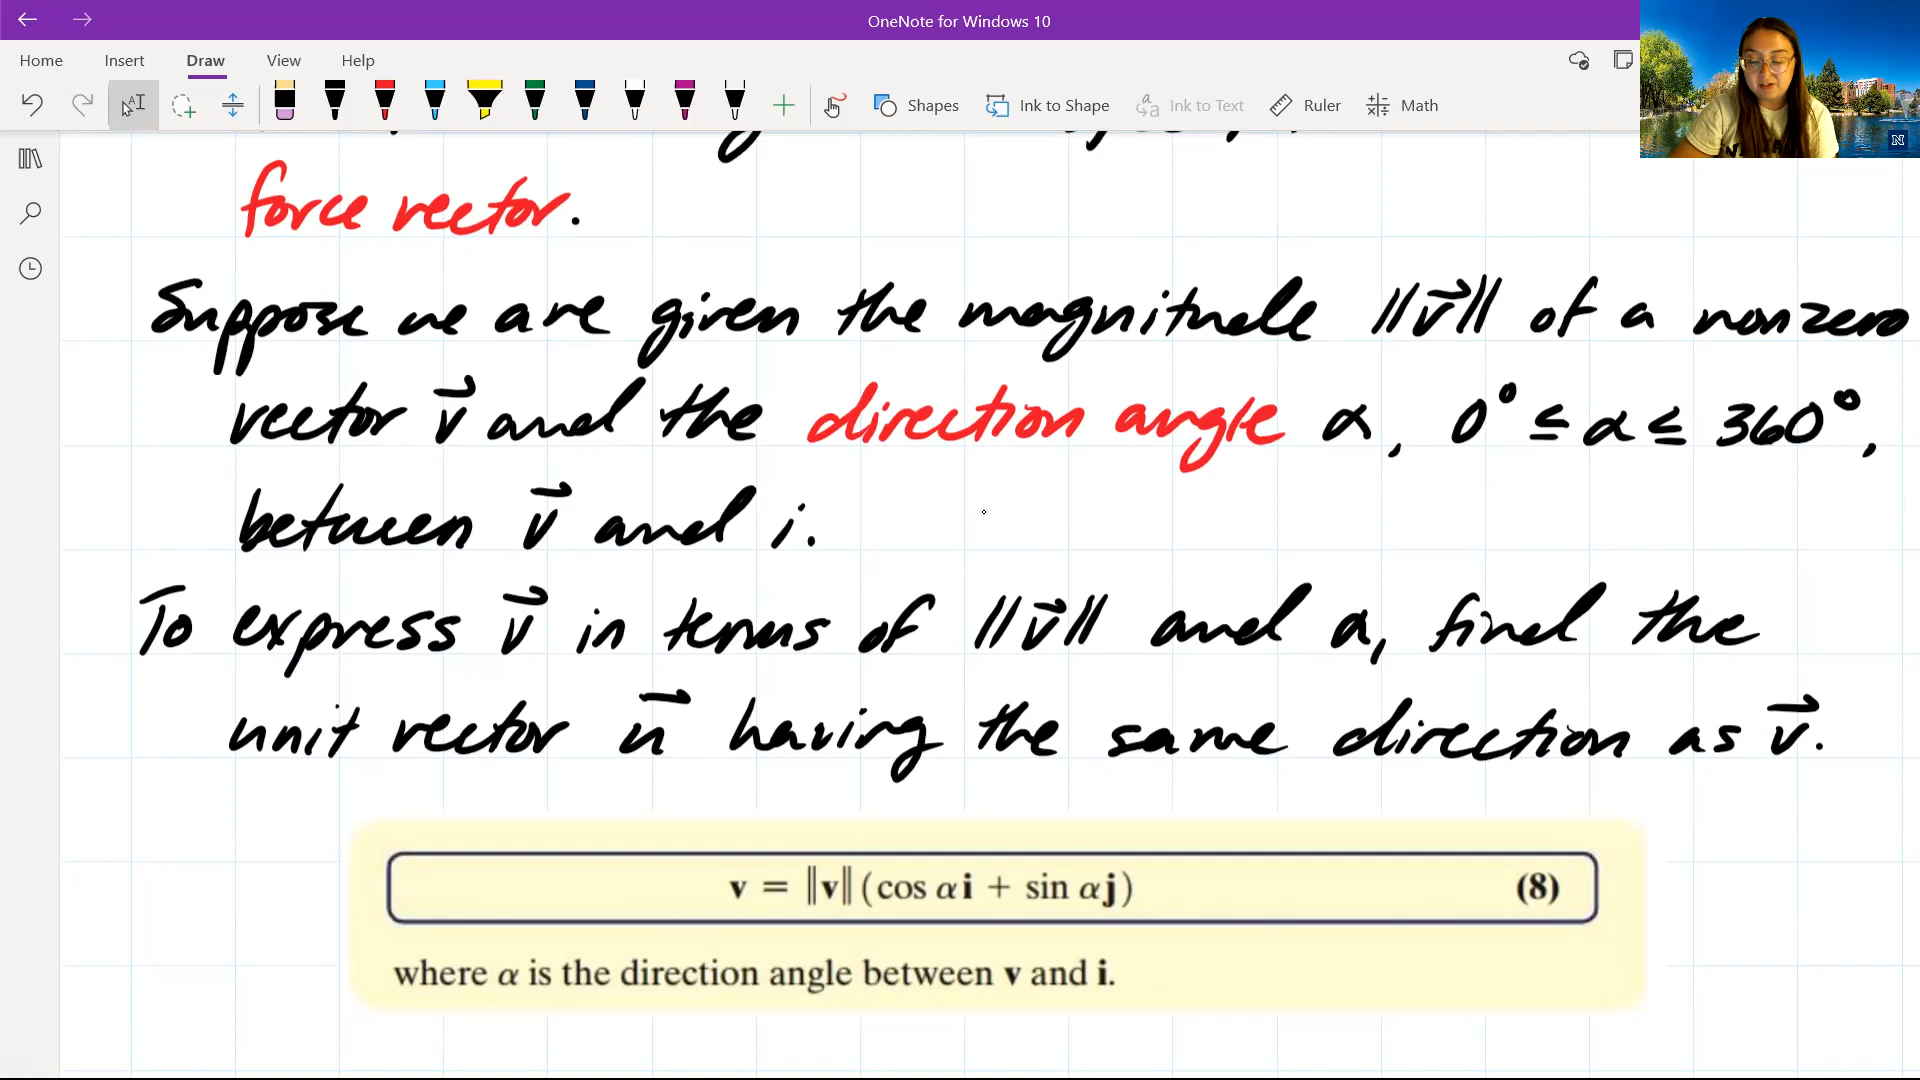 OneNote for Windows 10
Home Insert Draw View Help
Shapes Ink to Shape Ink to Text Ruler Math
N
force vector.
Suppose we are given the magnitude ‖v⃗‖ of a nonzero
vector v⃗ and the direction angle α, 0° ≤ α ≤ 360°,
between v⃗ and i.
To express v⃗ in terms of ‖v⃗‖ and α, find the
unit vector u⃗ having the same direction as v⃗.
v = ‖v‖(cos αi + sin αj) (8)
where α is the direction angle between v and i.